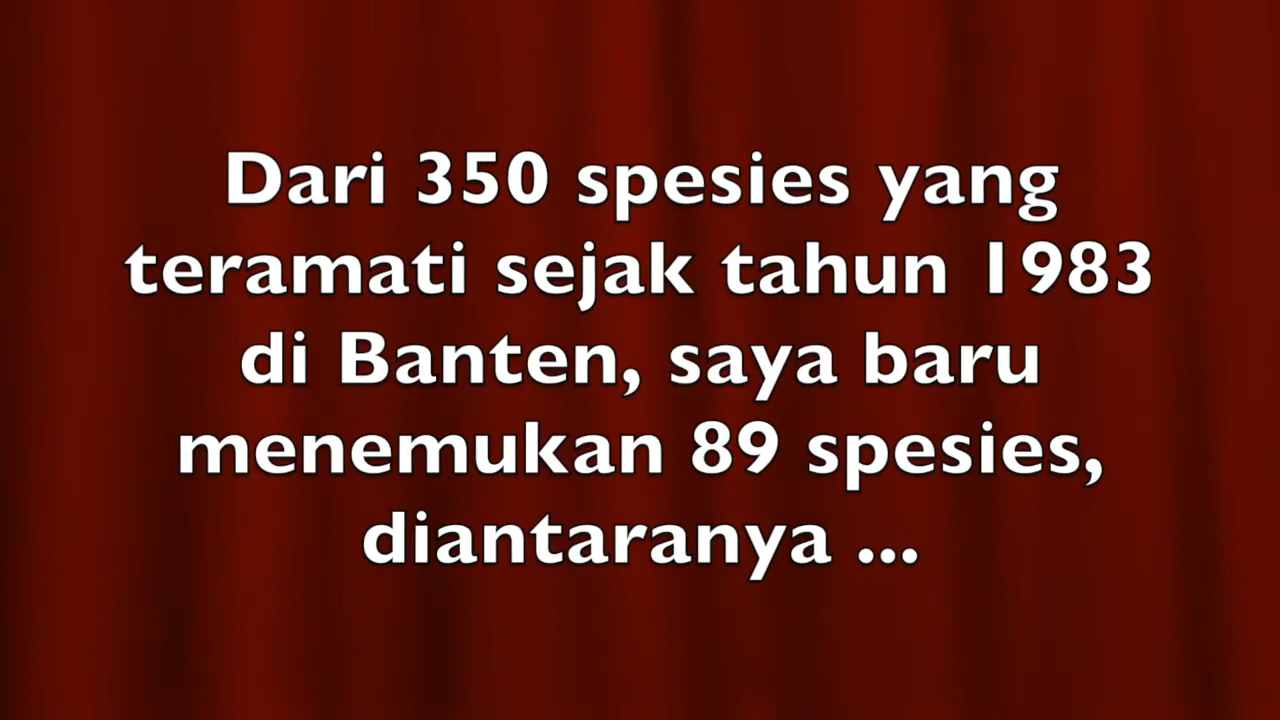 Dari 350 spesies yang
teramati sejak tahun 1983
di Banten, saya baru
menemukan 89 spesies,
diantaranya ...